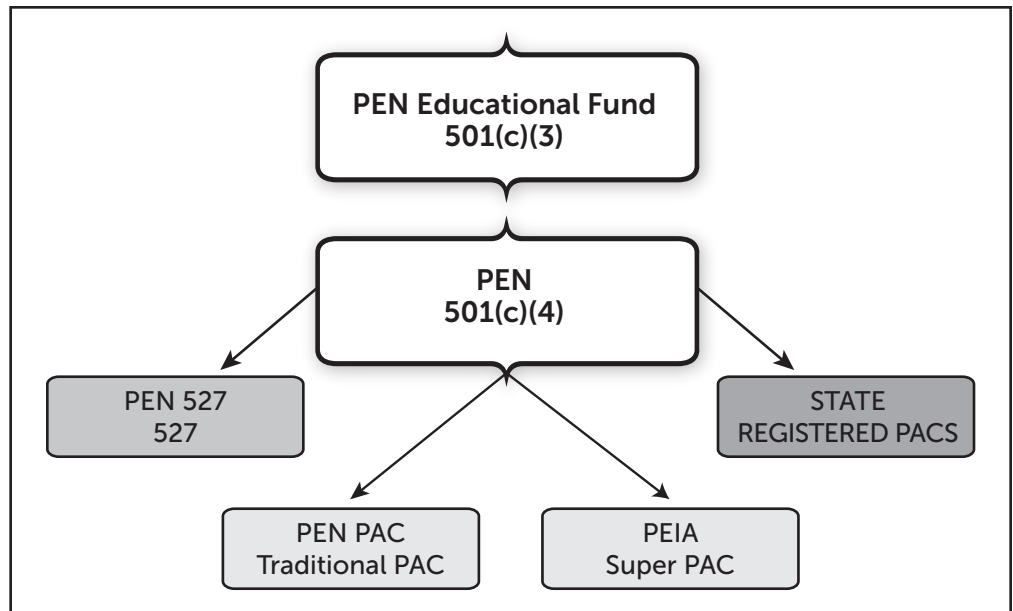 PEN Educational Fund
501(c)(3)
PEN
501(c)(4)
PEN 527
527
STATE
REGISTERED PACS
PEN PAC
Traditional PAC
PEIA
Super PAC